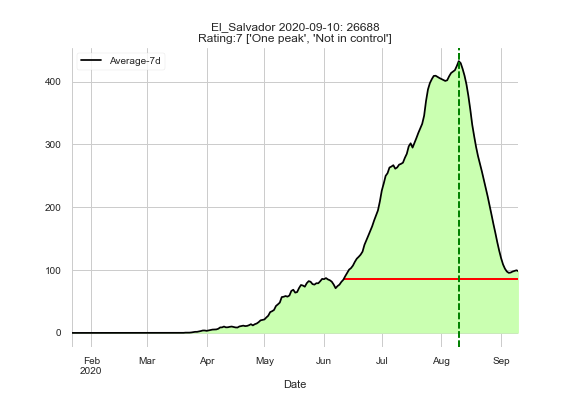 El_Salvador 2020-09-10: 26688
Rating:7 ['One peak', 'Not in control']
Average-7d
400
300
200
100
0
Feb Mar Apr May Jun Jul Aug Sep
2020
Date